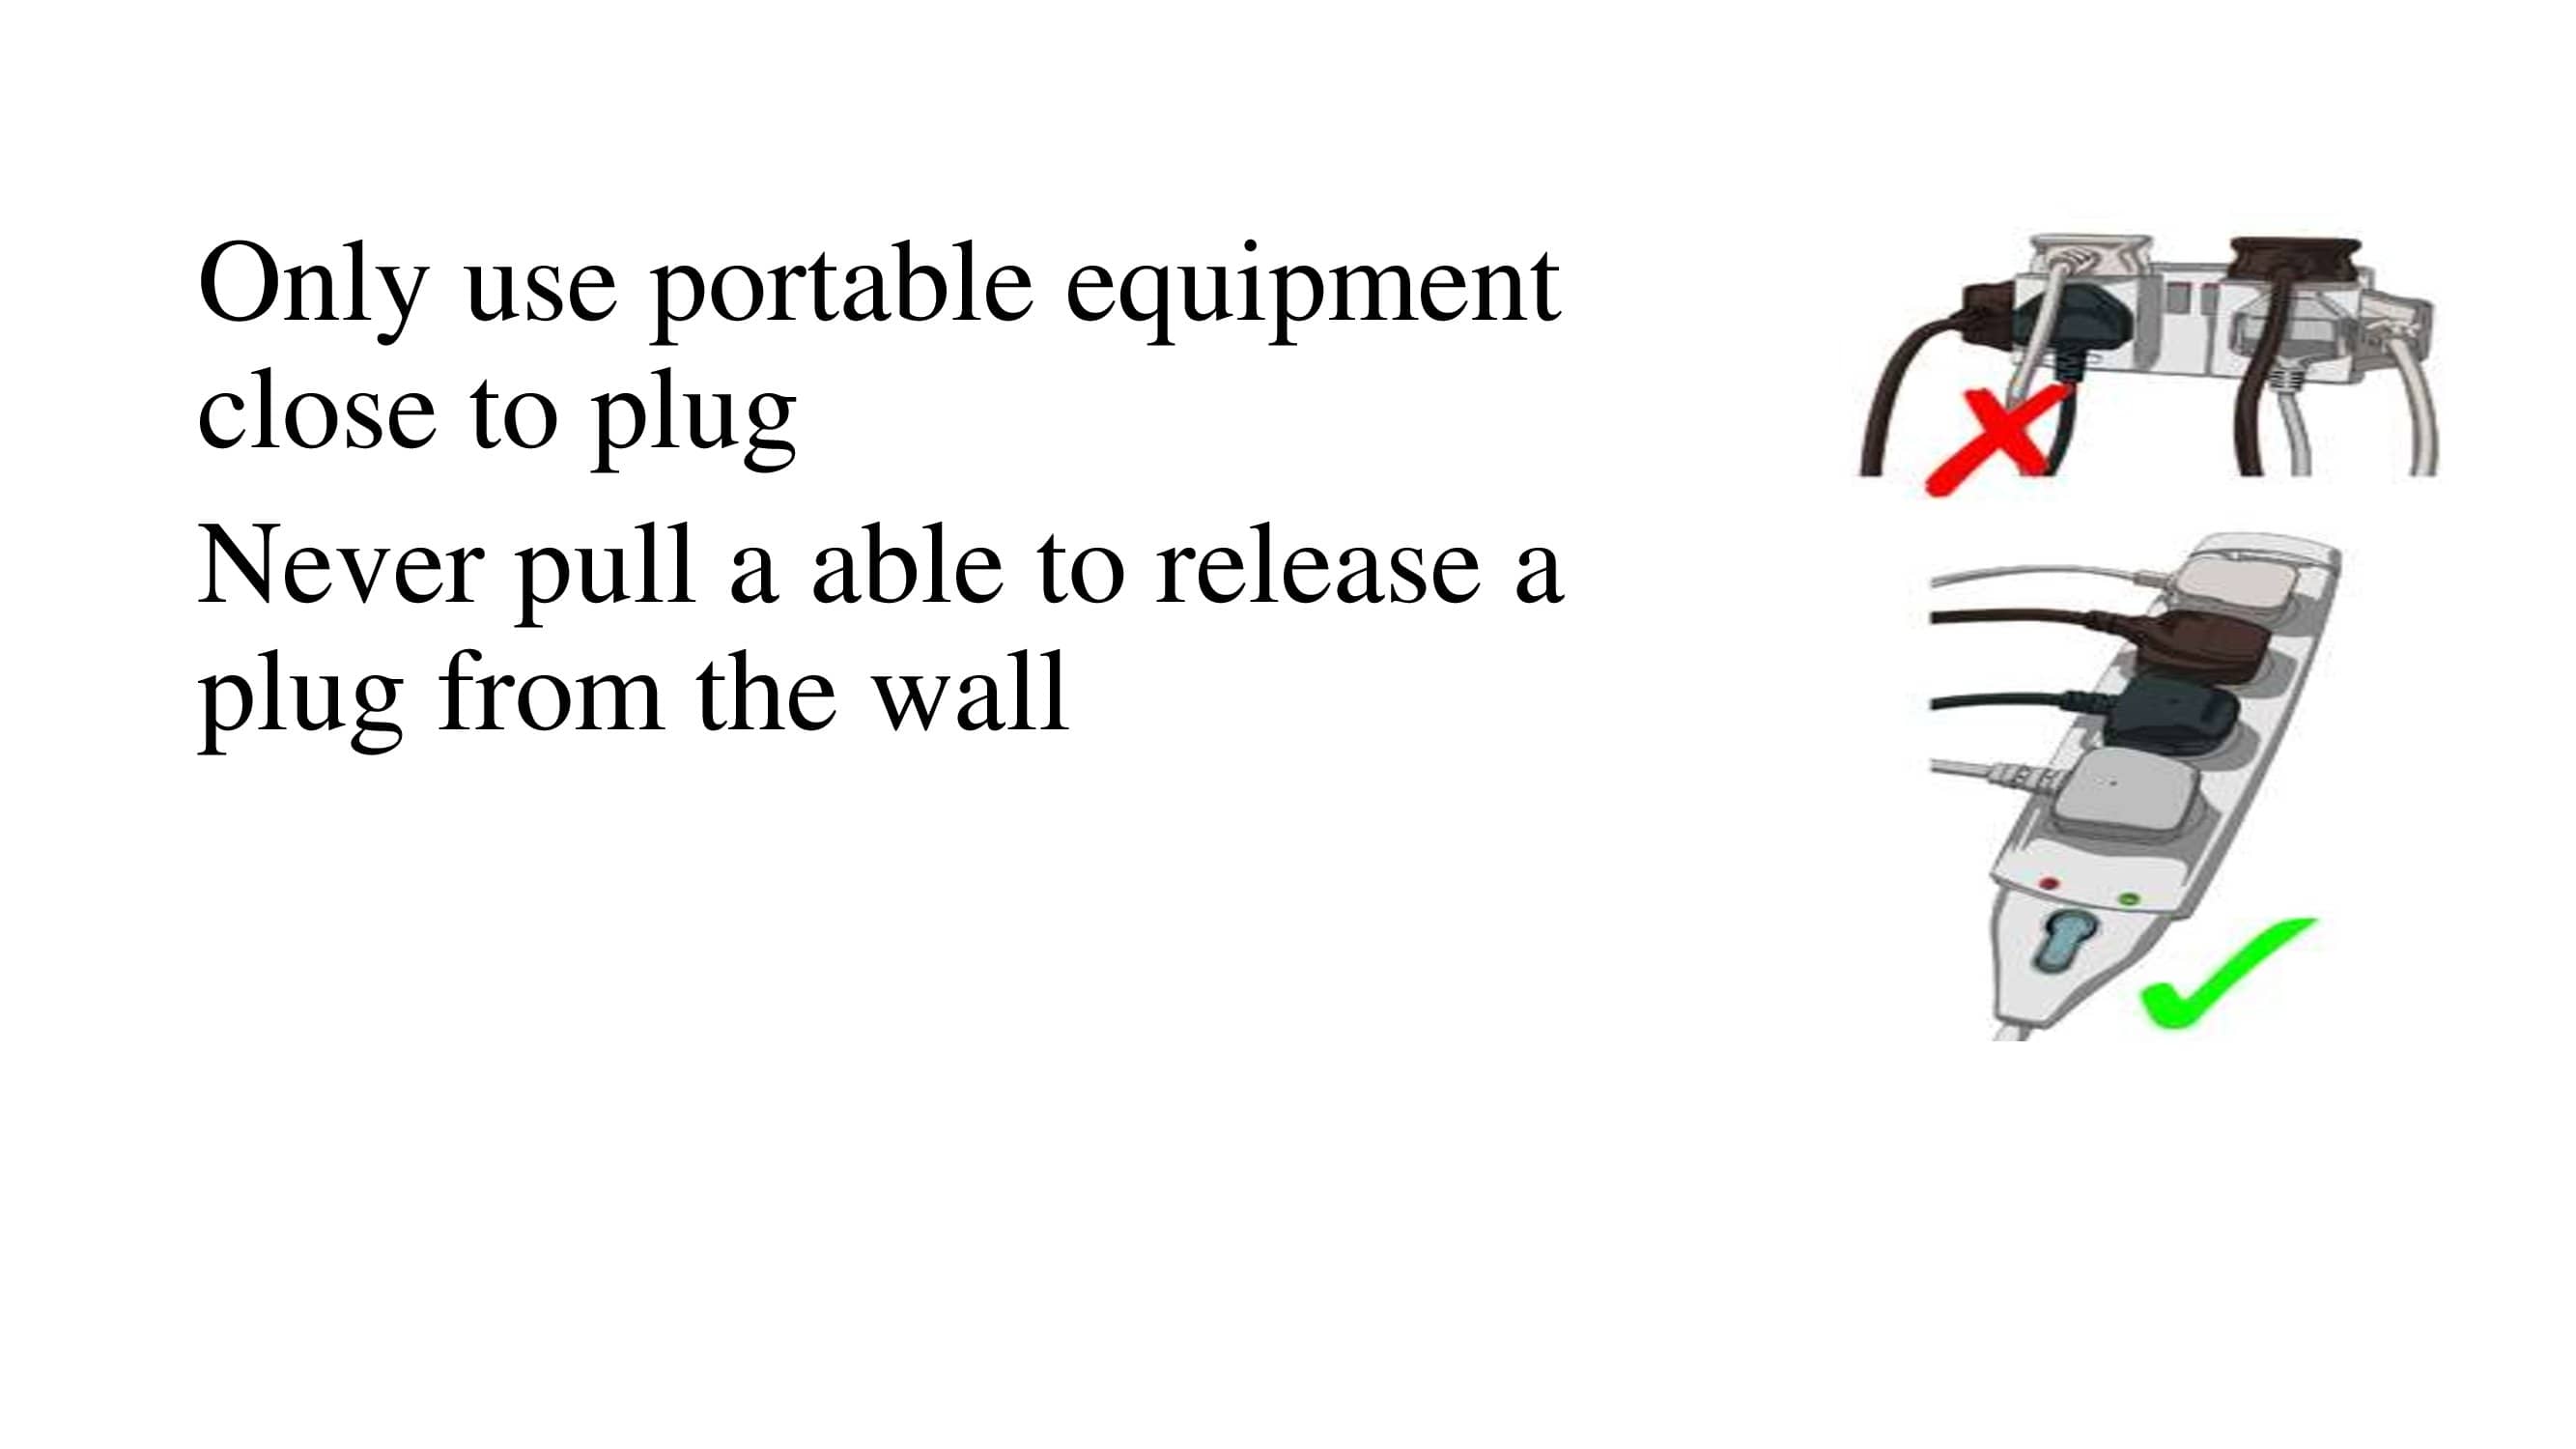 Only use portable equipment
close to plug
Never pull a able to release a
plug from the wall